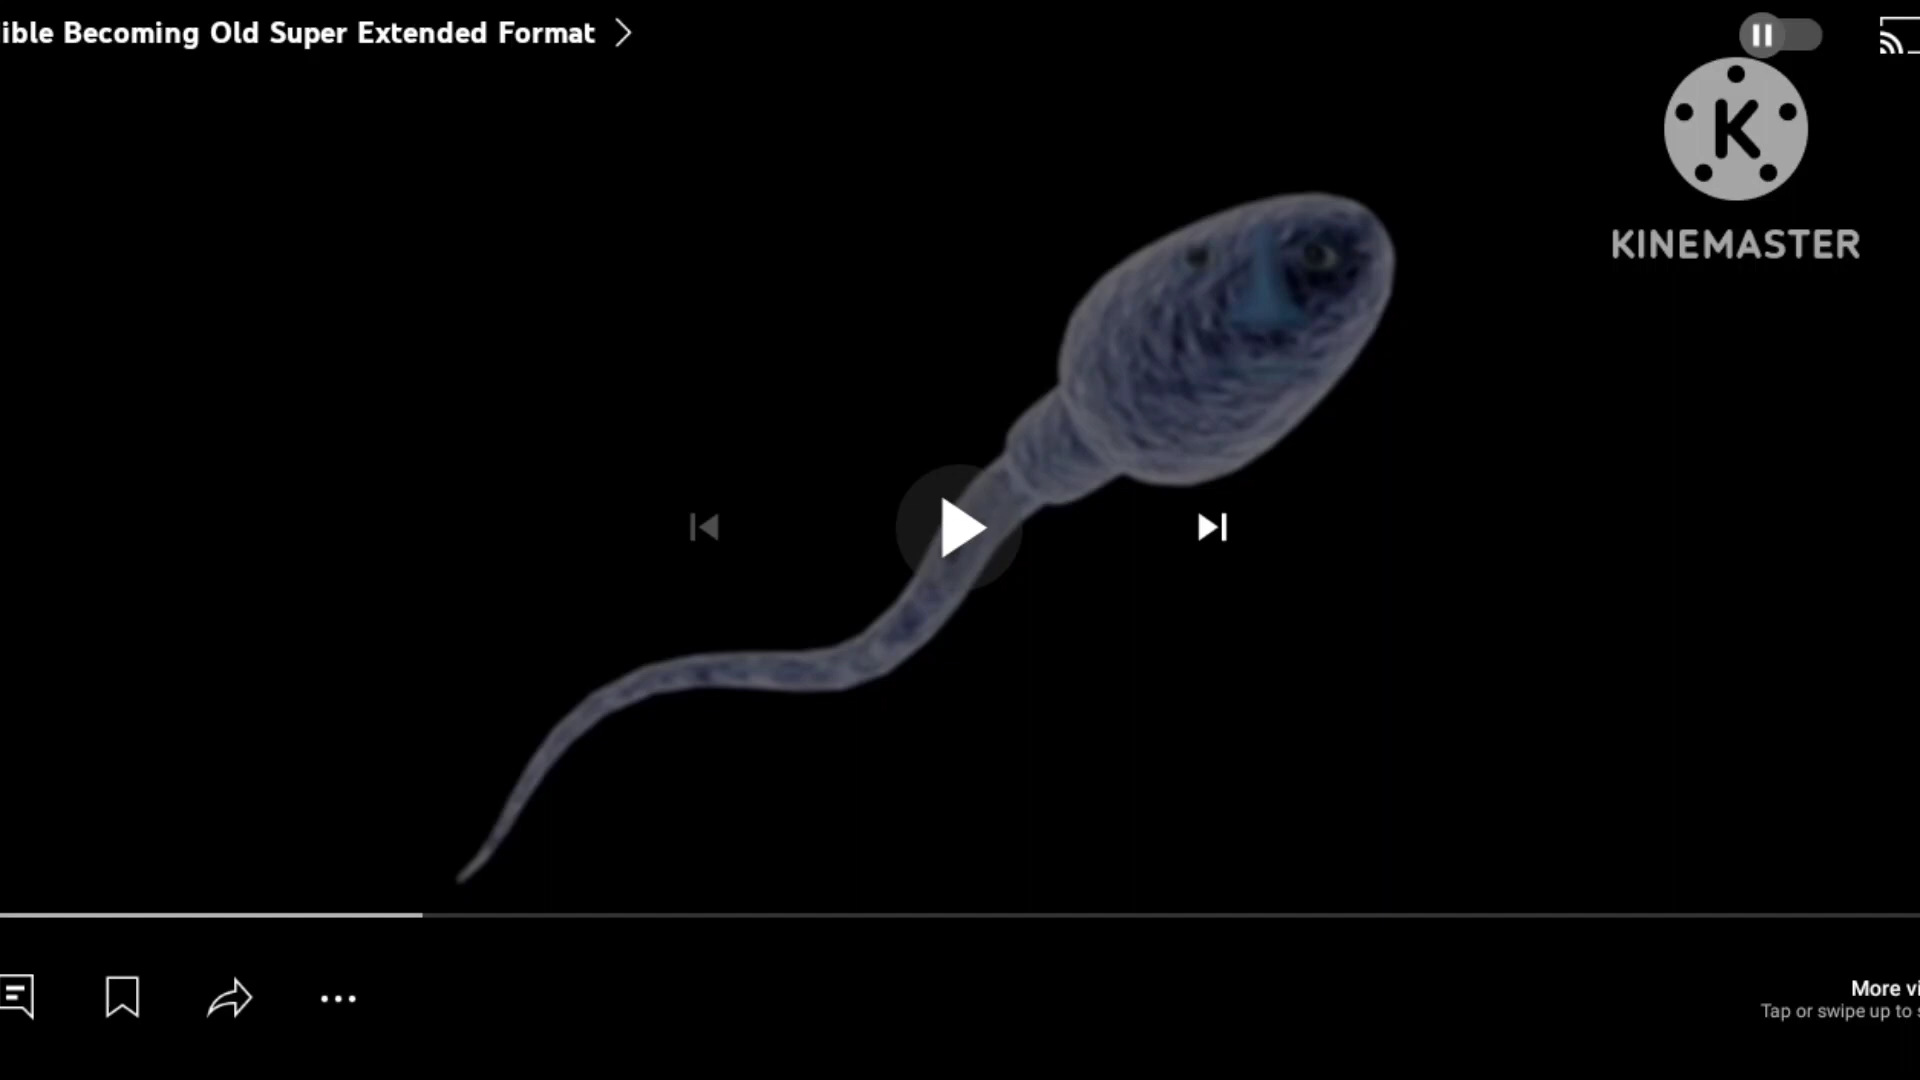 ible Becoming Old Super Extended Format
K
KINEMASTER
More vi
Tap or swipe up to s